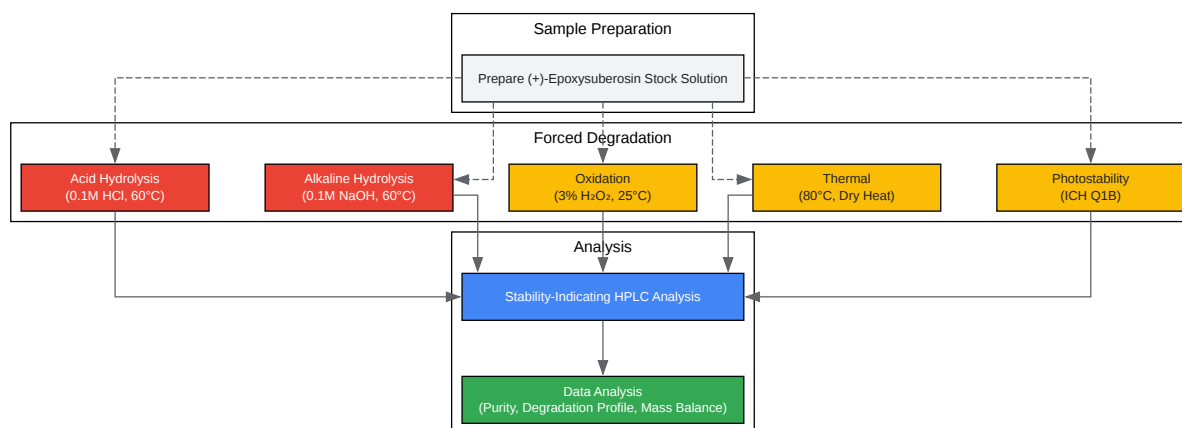 Sample Preparation
Prepare (+)-Epoxysuberosin Stock Solution
Forced Degradation
Acid Hydrolysis
(0.1M HCl, 60°C)
Alkaline Hydrolysis
(0.1M NaOH, 60°C)
Oxidation
(3% H₂O₂, 25°C)
Thermal
(80°C, Dry Heat)
Photostability
(ICH Q1B)
Analysis
Stability-Indicating HPLC Analysis
Data Analysis
(Purity, Degradation Profile, Mass Balance)